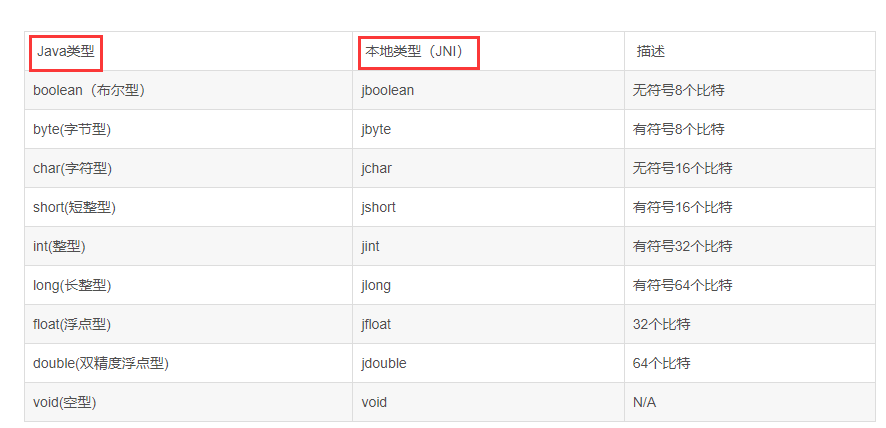 Java类型 本地类型（JNI） 描述
boolean（布尔型） jboolean 无符号8个比特
byte(字节型) jbyte 有符号8个比特
char(字符型) jchar 无符号16个比特
short(短整型) jshort 有符号16个比特
int(整型) jint 有符号32个比特
long(长整型) jlong 有符号64个比特
float(浮点型) jfloat 32个比特
double(双精度浮点型) jdouble 64个比特
void(空型) void N/A